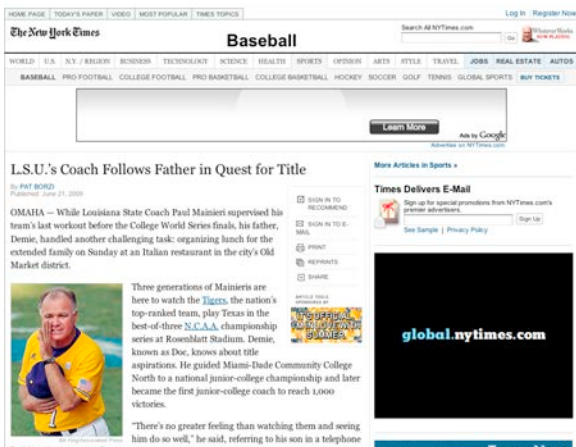 HOME PAGE TODAY'S PAPER VIDEO MOST POPULAR TIMES TOPICS
Log In Register Now
The New York Times
Baseball
Search All NYTimes.com
Go
WORLD U.S. N.Y. / REGION BUSINESS TECHNOLOGY SCIENCE HEALTH SPORTS OPINION ARTS STYLE TRAVEL JOBS REAL ESTATE AUTOS
BASEBALL PRO FOOTBALL COLLEGE FOOTBALL PRO BASKETBALL COLLEGE BASKETBALL HOCKEY SOCCER GOLF TENNIS GLOBAL SPORTS BUY TICKETS
Learn More
Ads by Google
Advertise on NYTimes.com
L.S.U.'s Coach Follows Father in Quest for Title
By PAT BORZI
Published: June 21, 2009
OMAHA — While Louisiana State Coach Paul Mainieri supervised his
team's last workout before the College World Series finals, his father,
Demie, handled another challenging task: organizing lunch for the
extended family on Sunday at an Italian restaurant in the city's Old
Market district.
Three generations of Mainieris are
here to watch the Tigers, the nation's
top-ranked team, play Texas in the
best-of-three N.C.A.A. championship
series at Rosenblatt Stadium. Demie,
known as Doc, knows about title
aspirations. He guided Miami-Dade Community College
North to a national junior-college championship and later
became the first junior-college coach to reach 1,000
victories.
"There's no greater feeling than watching them and seeing
him do so well," he said, referring to his son in a telephone
SIGN IN TO
RECOMMEND
SIGN IN TO E-
MAIL
PRINT
REPRINTS
SHARE
ARTICLE TOOLS
SPONSORED BY
More Articles in Sports »
Times Delivers E-Mail
Sign up for special promotions from NYTimes.com's
premier advertisers.
Sign Up
See Sample | Privacy Policy
global.nytimes.com